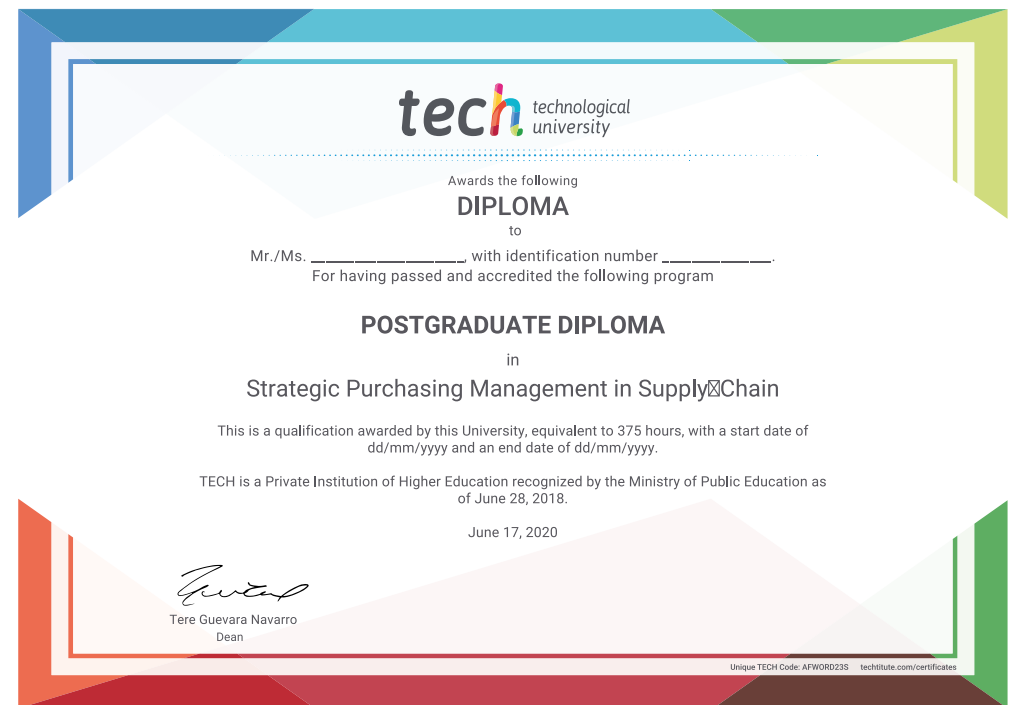 tech technological
university
Awards the following
DIPLOMA
to
Mr./Ms. ________________, with identification number ____________.
For having passed and accredited the following program
POSTGRADUATE DIPLOMA
in
Strategic Purchasing Management in Supply Chain
This is a qualification awarded by this University, equivalent to 375 hours, with a start date of
dd/mm/yyyy and an end date of dd/mm/yyyy.
TECH is a Private Institution of Higher Education recognized by the Ministry of Public Education as
of June 28, 2018.
June 17, 2020
Tere Guevara Navarro
Dean
Unique TECH Code: AFWORD23S techtitute.com/certificates